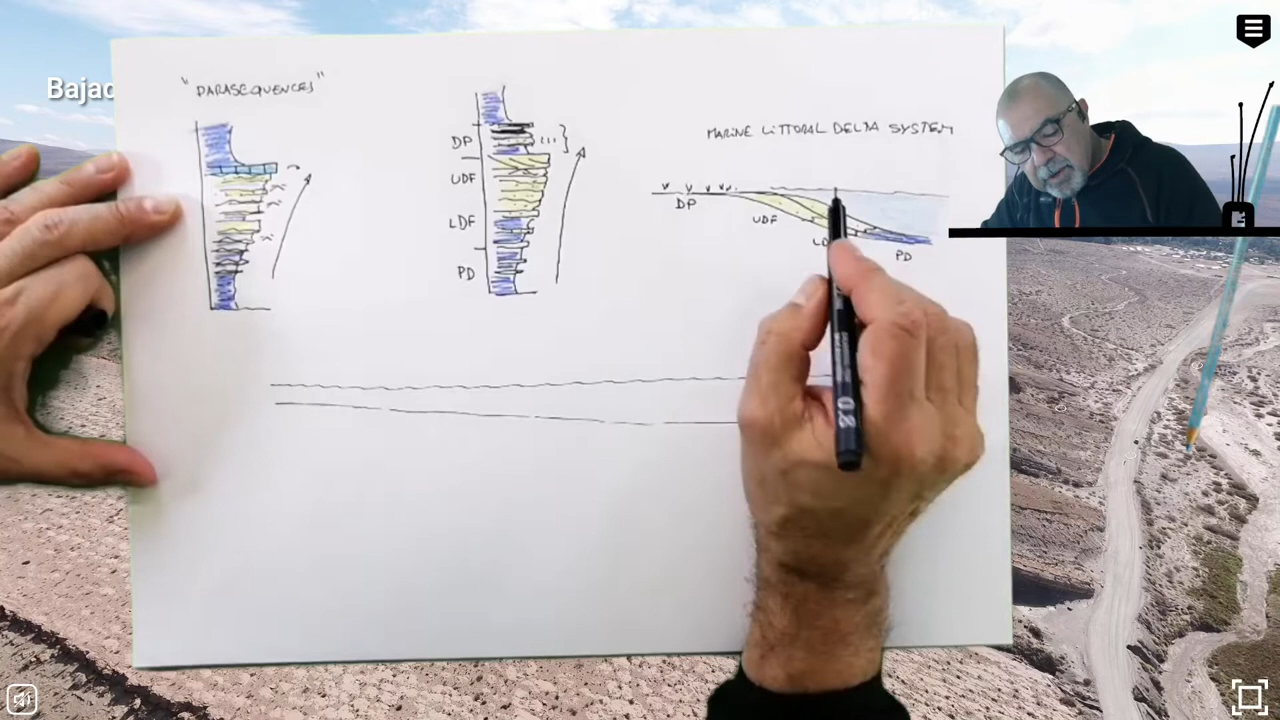 Bajad
"PARASEQUENCES"
DP
UDF
LDF
PD
MARINE LITTORAL DELTA SYSTEM
DP
UDF
PD
0.8